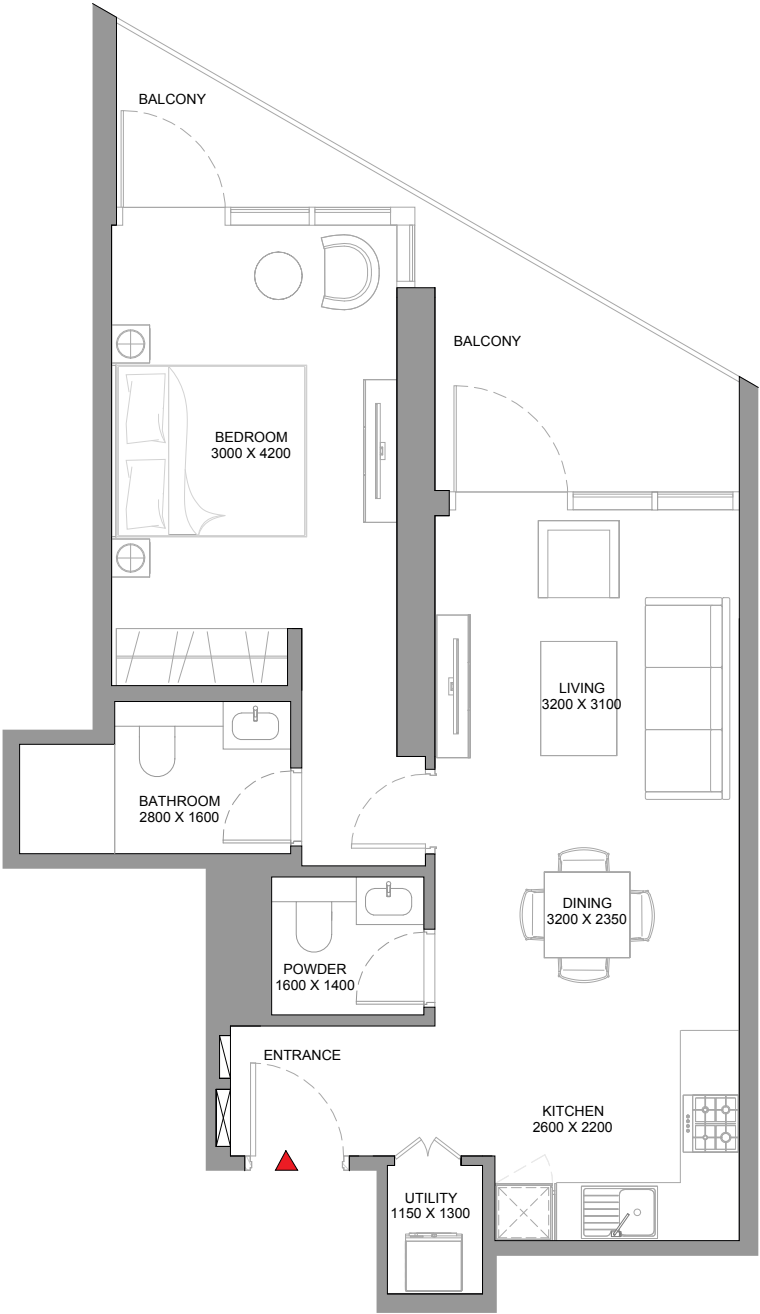 BALCONY
BALCONY
BEDROOM
3000 X 4200
LIVING
3200 X 3100
BATHROOM
2800 X 1600
DINING
3200 X 2350
POWDER
1600 X 1400
ENTRANCE
KITCHEN
2600 X 2200
UTILITY
1150 X 1300